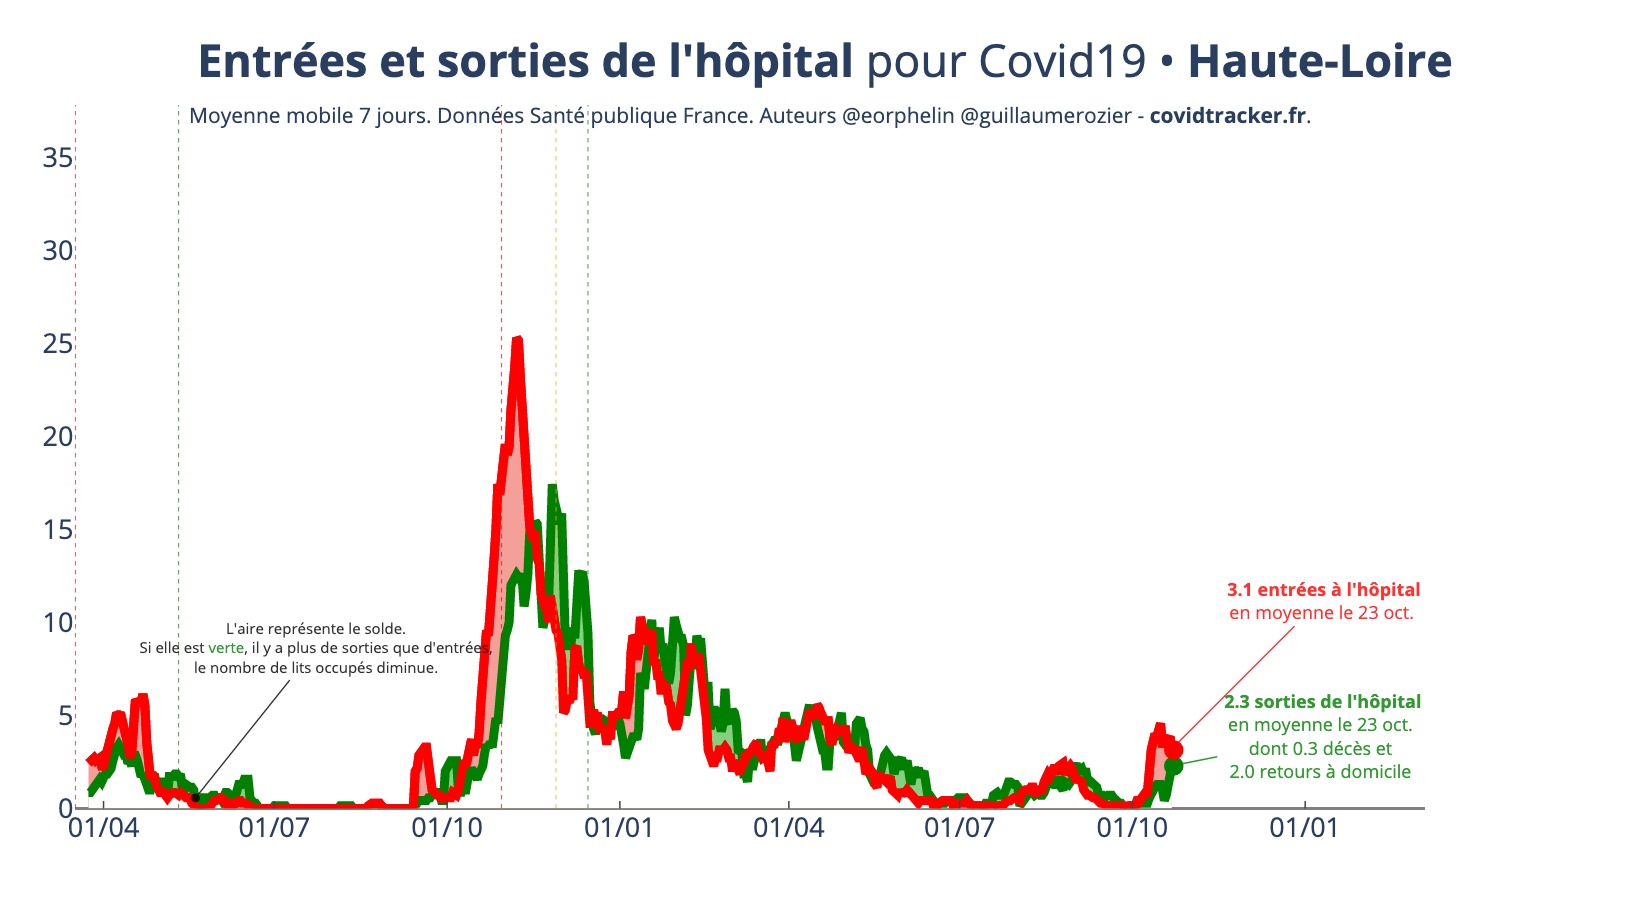 Entrées et sorties de l'hôpital pour Covid19 • Haute-Loire
Moyenne mobile 7 jours. Données Santé publique France. Auteurs @eorphelin @guillaumerozier - covidtracker.fr.
35
30
25
20
15
10
5
0
L'aire représente le solde.
Si elle est verte, il y a plus de sorties que d'entrées,
le nombre de lits occupés diminue.
3.1 entrées à l'hôpital
en moyenne le 23 oct.
2.3 sorties de l'hôpital
en moyenne le 23 oct.
dont 0.3 décès et
2.0 retours à domicile
01/04 01/07 01/10 01/01 01/04 01/07 01/10 01/01